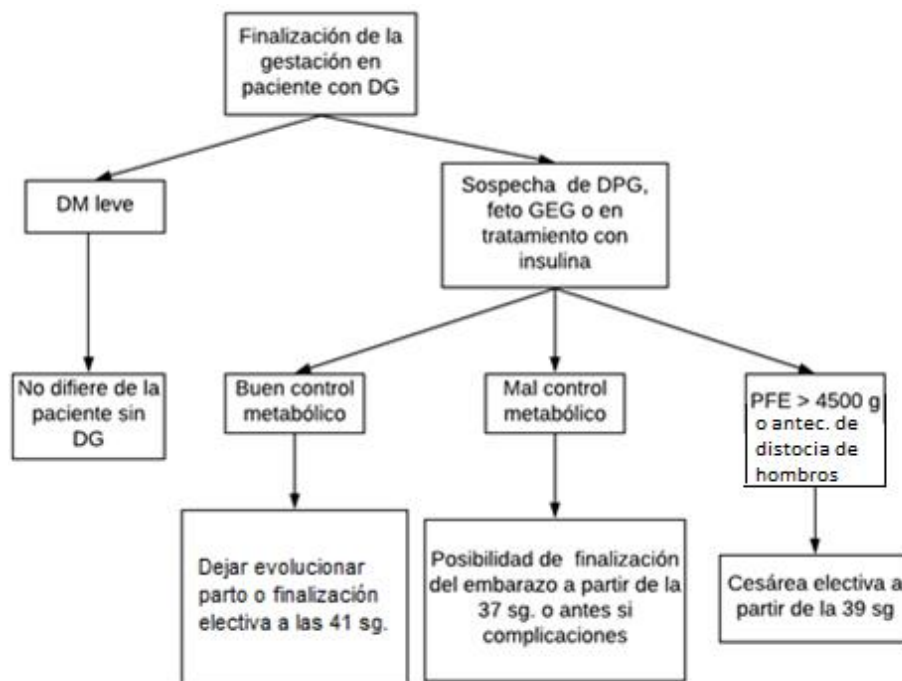 Finalización de la
gestación en
paciente con DG
DM leve
Sospecha de DPG,
feto GEG o en
tratamiento con
insulina
No difiere de la
paciente sin
DG
Buen control
metabólico
Mal control
metabólico
PFE > 4500 g
o antec. de
distocia de
hombros
Dejar evolucionar
parto o finalización
electiva a las 41 sg.
Posibilidad de finalización
del embarazo a partir de la
37 sg. o antes si
complicaciones
Cesárea electiva a
partir de la 39 sg